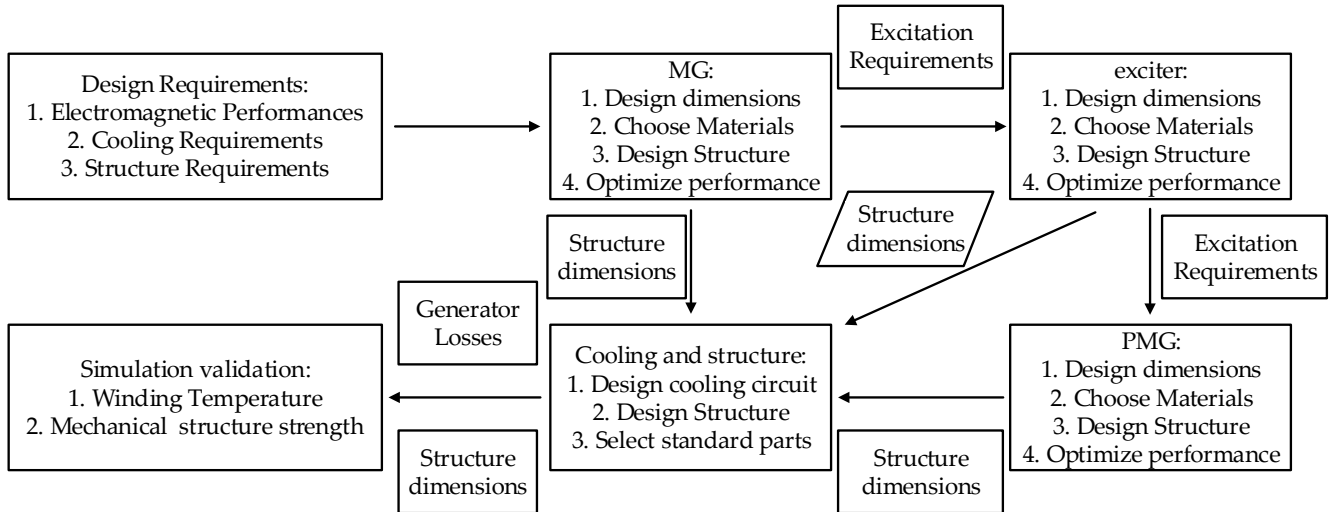 Design Requirements:
1. Electromagnetic Performances
2. Cooling Requirements
3. Structure Requirements
MG:
1. Design dimensions
2. Choose Materials
3. Design Structure
4. Optimize performance
Excitation
Requirements
exciter:
1. Design dimensions
2. Choose Materials
3. Design Structure
4. Optimize performance
Structure
dimensions
Structure
dimensions
Excitation
Requirements
Generator
Losses
Simulation validation:
1. Winding Temperature
2. Mechanical structure strength
Cooling and structure:
1. Design cooling circuit
2. Design Structure
3. Select standard parts
PMG:
1. Design dimensions
2. Choose Materials
3. Design Structure
4. Optimize performance
Structure
dimensions
Structure
dimensions